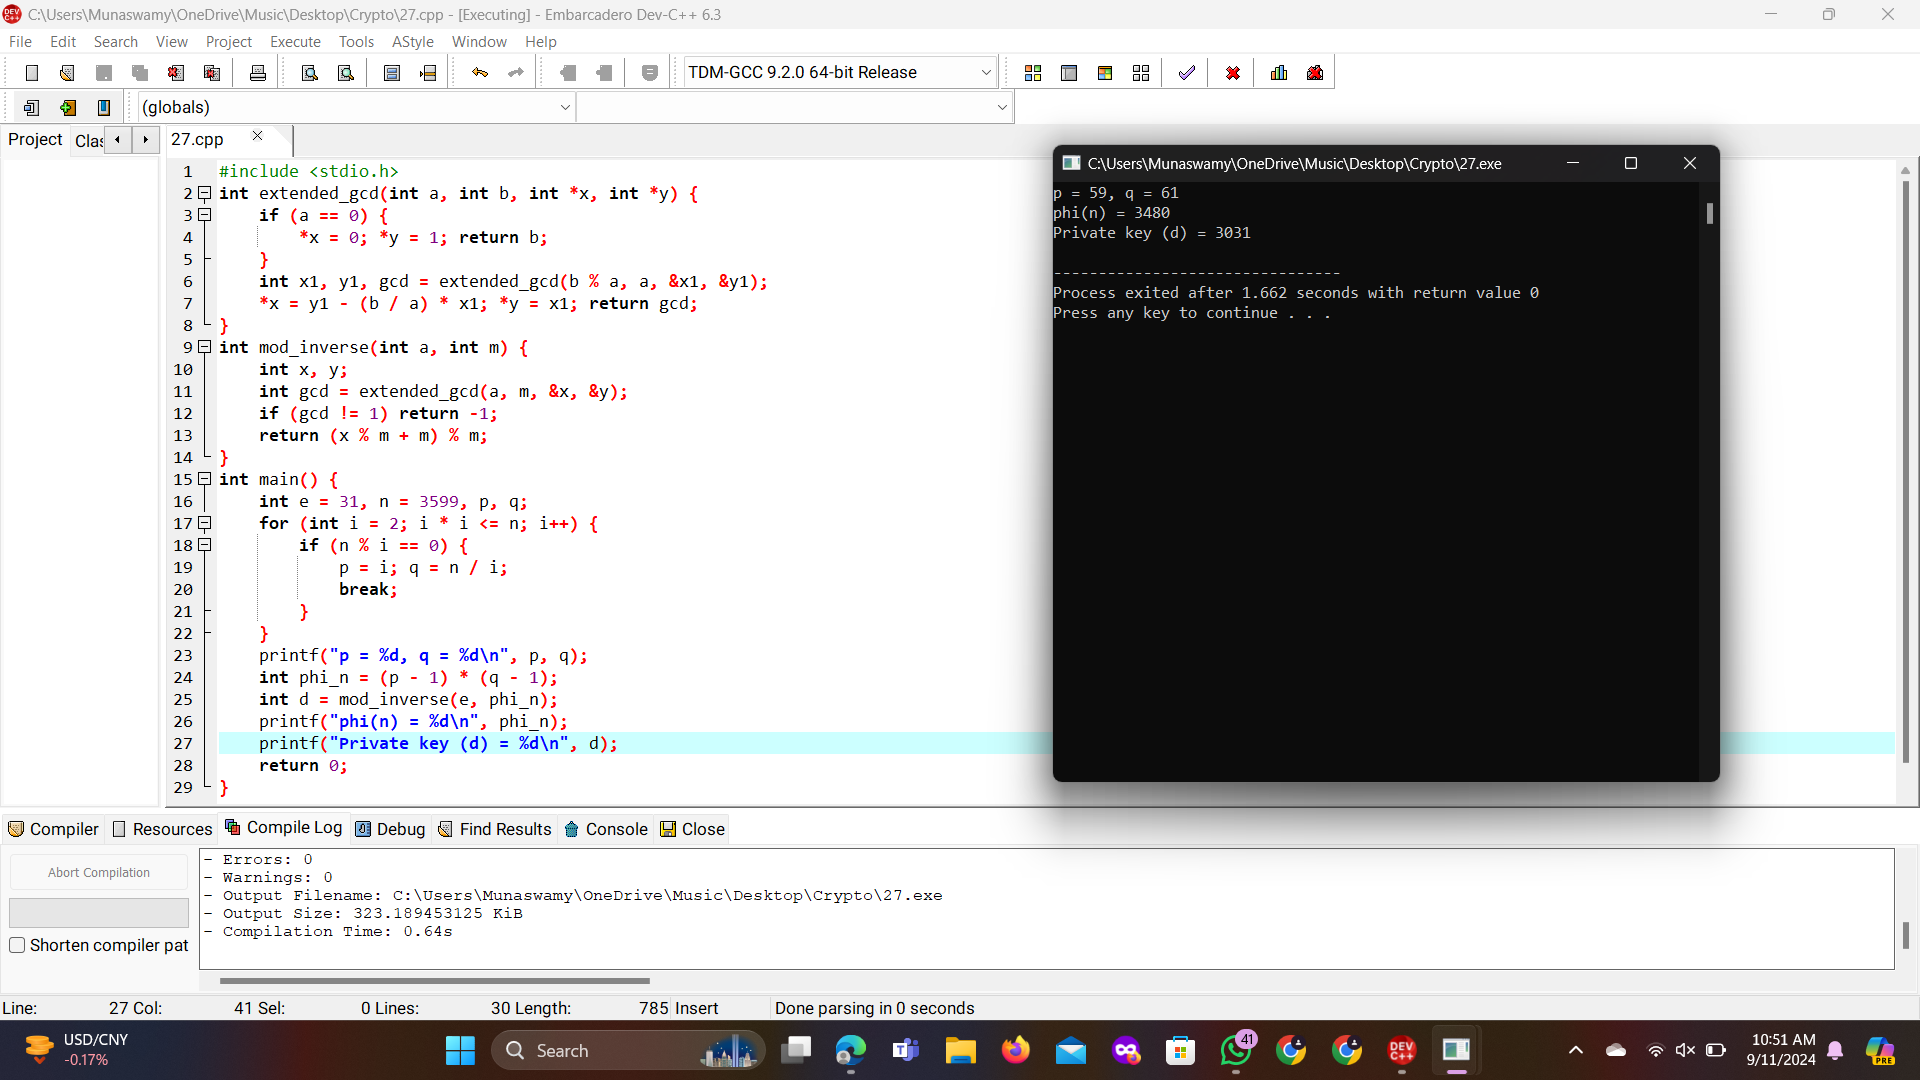 C:\Users\Munaswamy\OneDrive\Music\Desktop\Crypto\27.cpp - [Executing] - Embarcadero Dev-C++ 6.3
File Edit Search View Project Execute Tools AStyle Window Help
TDM-GCC 9.2.0 64-bit Release
(globals)
Project Clas 27.cpp
1 #include <stdio.h>
2 int extended_gcd(int a, int b, int *x, int *y) {
3 if (a == 0) {
4 *x = 0; *y = 1; return b;
5 }
6 int x1, y1, gcd = extended_gcd(b % a, a, &x1, &y1);
7 *x = y1 - (b / a) * x1; *y = x1; return gcd;
8 }
9 int mod_inverse(int a, int m) {
10 int x, y;
11 int gcd = extended_gcd(a, m, &x, &y);
12 if (gcd != 1) return -1;
13 return (x % m + m) % m;
14 }
15 int main() {
16 int e = 31, n = 3599, p, q;
17 for (int i = 2; i * i <= n; i++) {
18 if (n % i == 0) {
19 p = i; q = n / i;
20 break;
21 }
22 }
23 printf("p = %d, q = %d\n", p, q);
24 int phi_n = (p - 1) * (q - 1);
25 int d = mod_inverse(e, phi_n);
26 printf("phi(n) = %d\n", phi_n);
27 printf("Private key (d) = %d\n", d);
28 return 0;
29 }
C:\Users\Munaswamy\OneDrive\Music\Desktop\Crypto\27.exe
p = 59, q = 61
phi(n) = 3480
Private key (d) = 3031
--------------------------------
Process exited after 1.662 seconds with return value 0
Press any key to continue . . .
Compiler Resources Compile Log Debug Find Results Console Close
Abort Compilation
Shorten compiler pat
- Errors: 0
- Warnings: 0
- Output Filename: C:\Users\Munaswamy\OneDrive\Music\Desktop\Crypto\27.exe
- Output Size: 323.189453125 KiB
- Compilation Time: 0.64s
Line: 27 Col: 41 Sel: 0 Lines: 30 Length: 785 Insert Done parsing in 0 seconds
USD/CNY
-0.17%
Search
41
DEV C++
10:51 AM
9/11/2024
PRE